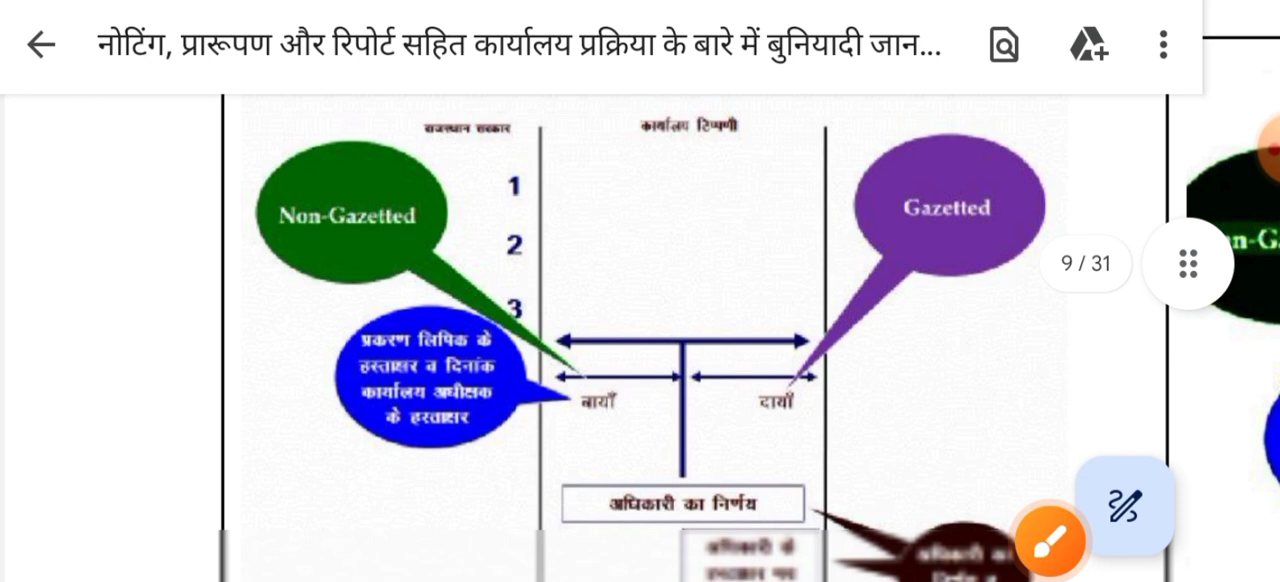 नोटिंग, प्रारूपण और रिपोर्ट सहित कार्यालय प्रक्रिया के बारे में बुनियादी जान...
राजस्थान सरकार
कार्यालय टिप्पणी
Non-Gazetted
1
2
3
Gazetted
9 / 31
n-G
प्रकरण लिपिक के
हस्ताक्षर व दिनांक
कार्यालय अधीक्षक
के हस्ताक्षर
बायाँ
दायाँ
अधिकारी का निर्णय
अधिकारी के